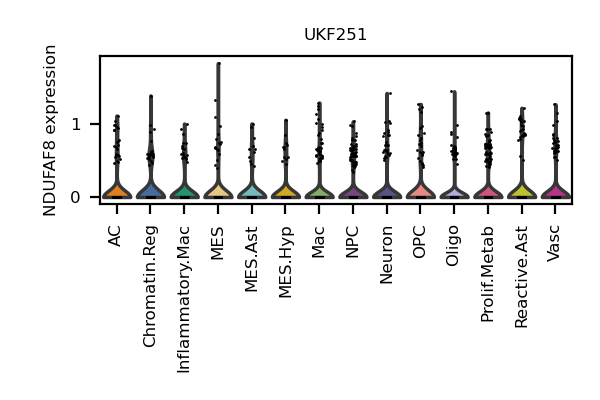 UKF251
NDUFAF8 expression
1
0
AC
Chromatin.Reg
Inflammatory.Mac
MES
MES.Ast
MES.Hyp
Mac
NPC
Neuron
OPC
Oligo
Prolif.Metab
Reactive.Ast
Vasc